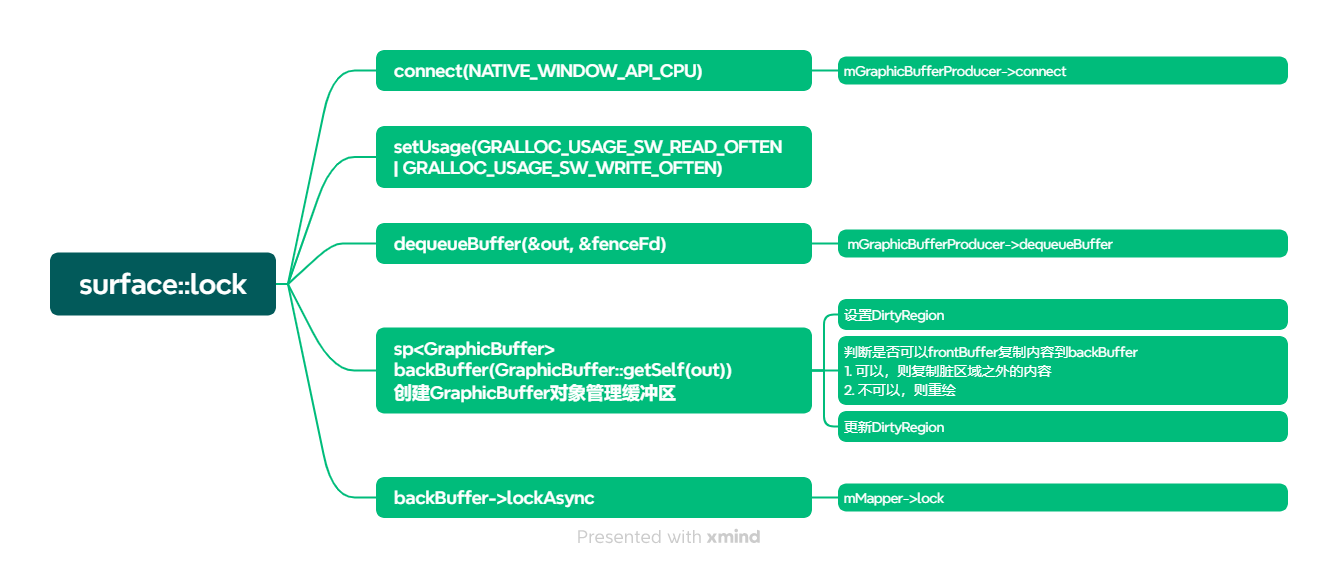 surface::lock
connect(NATIVE_WINDOW_API_CPU)
mGraphicBufferProducer->connect
setUsage(GRALLOC_USAGE_SW_READ_OFTEN
| GRALLOC_USAGE_SW_WRITE_OFTEN)
dequeueBuffer(&out, &fenceFd)
mGraphicBufferProducer->dequeueBuffer
sp<GraphicBuffer>
backBuffer(GraphicBuffer::getSelf(out))
创建GraphicBuffer对象管理缓冲区
设置DirtyRegion
判断是否可以frontBuffer复制内容到backBuffer
1. 可以，则复制脏区域之外的内容
2. 不可以，则重绘
更新DirtyRegion
backBuffer->lockAsync
mMapper->lock
Presented with xmind